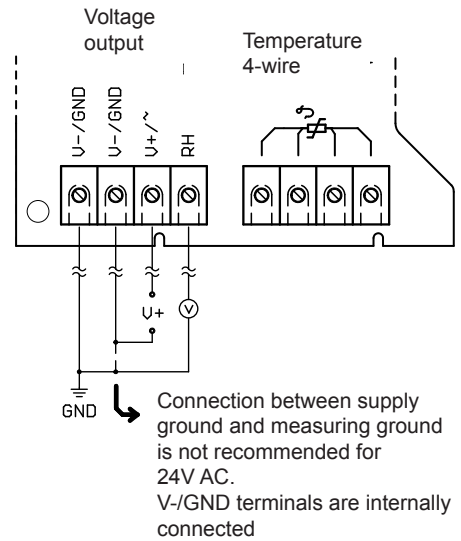 Voltage
output
Temperature
4-wire
V-/GND
V-/GND
V+/~
RH
V+
V
GND
Connection between supply
ground and measuring ground
is not recommended for
24V AC.
V-/GND terminals are internally
connected